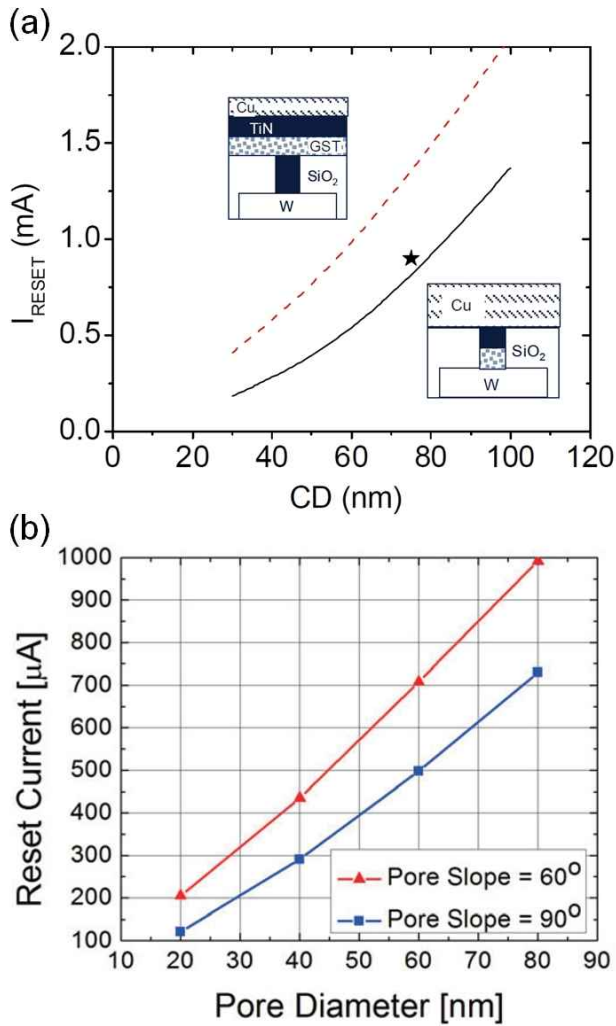 (a)
2.0
1.5
1.0
0.5
0.0
I_RESET (mA)
Cu
TiN
GST
SiO₂
W
Cu
SiO₂
W
0 20 40 60 80 100 120
CD (nm)
(b)
1000
900
800
700
600
500
400
300
200
100
Reset Current [µA]
Pore Slope = 60°
Pore Slope = 90°
10 20 30 40 50 60 70 80 90
Pore Diameter [nm]